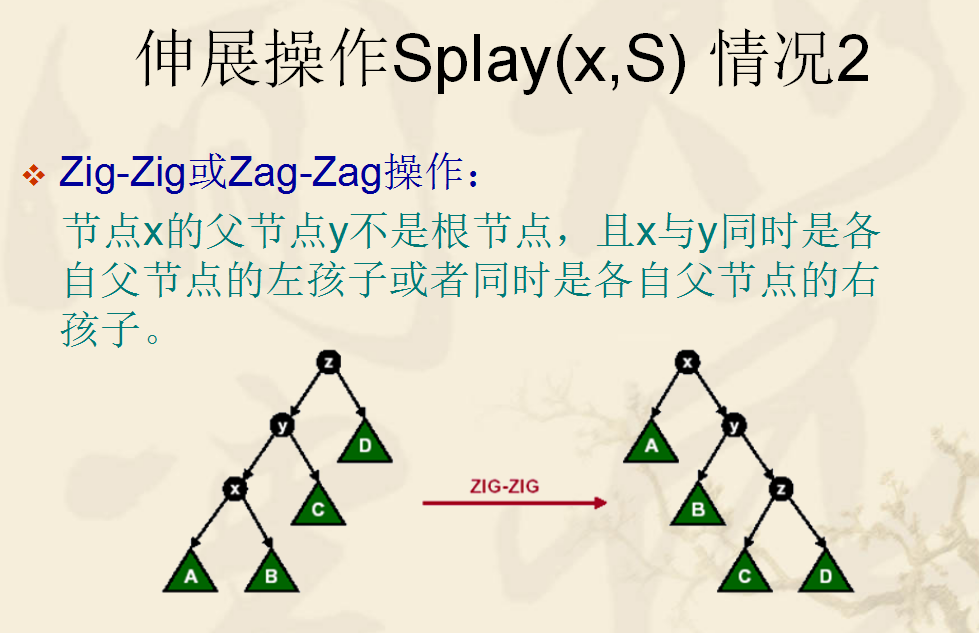 伸展操作Splay(x,S) 情况2
Zig-Zig或Zag-Zag操作：
节点x的父节点y不是根节点，且x与y同时是各
自父节点的左孩子或者同时是各自父节点的右
孩子。
z
x
y
D
A
y
x
C
ZIG-ZIG
B
z
A
B
C
D